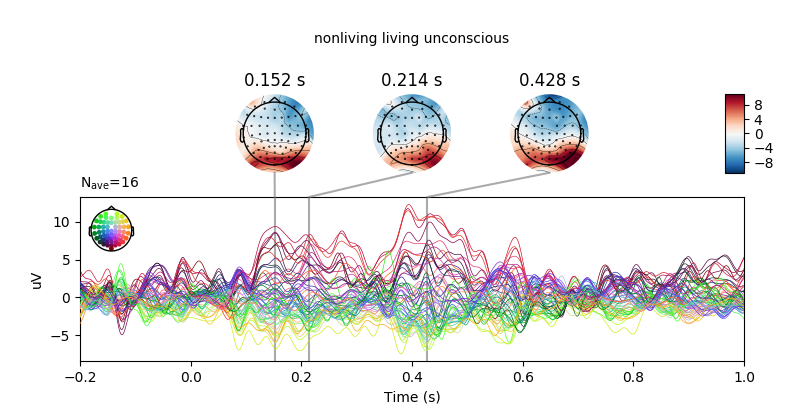 nonliving living unconscious
0.152 s 0.214 s 0.428 s
8
4
0
−4
−8
Nave=16
10
5
0
−5
uV
−0.2 0.0 0.2 0.4 0.6 0.8 1.0
Time (s)